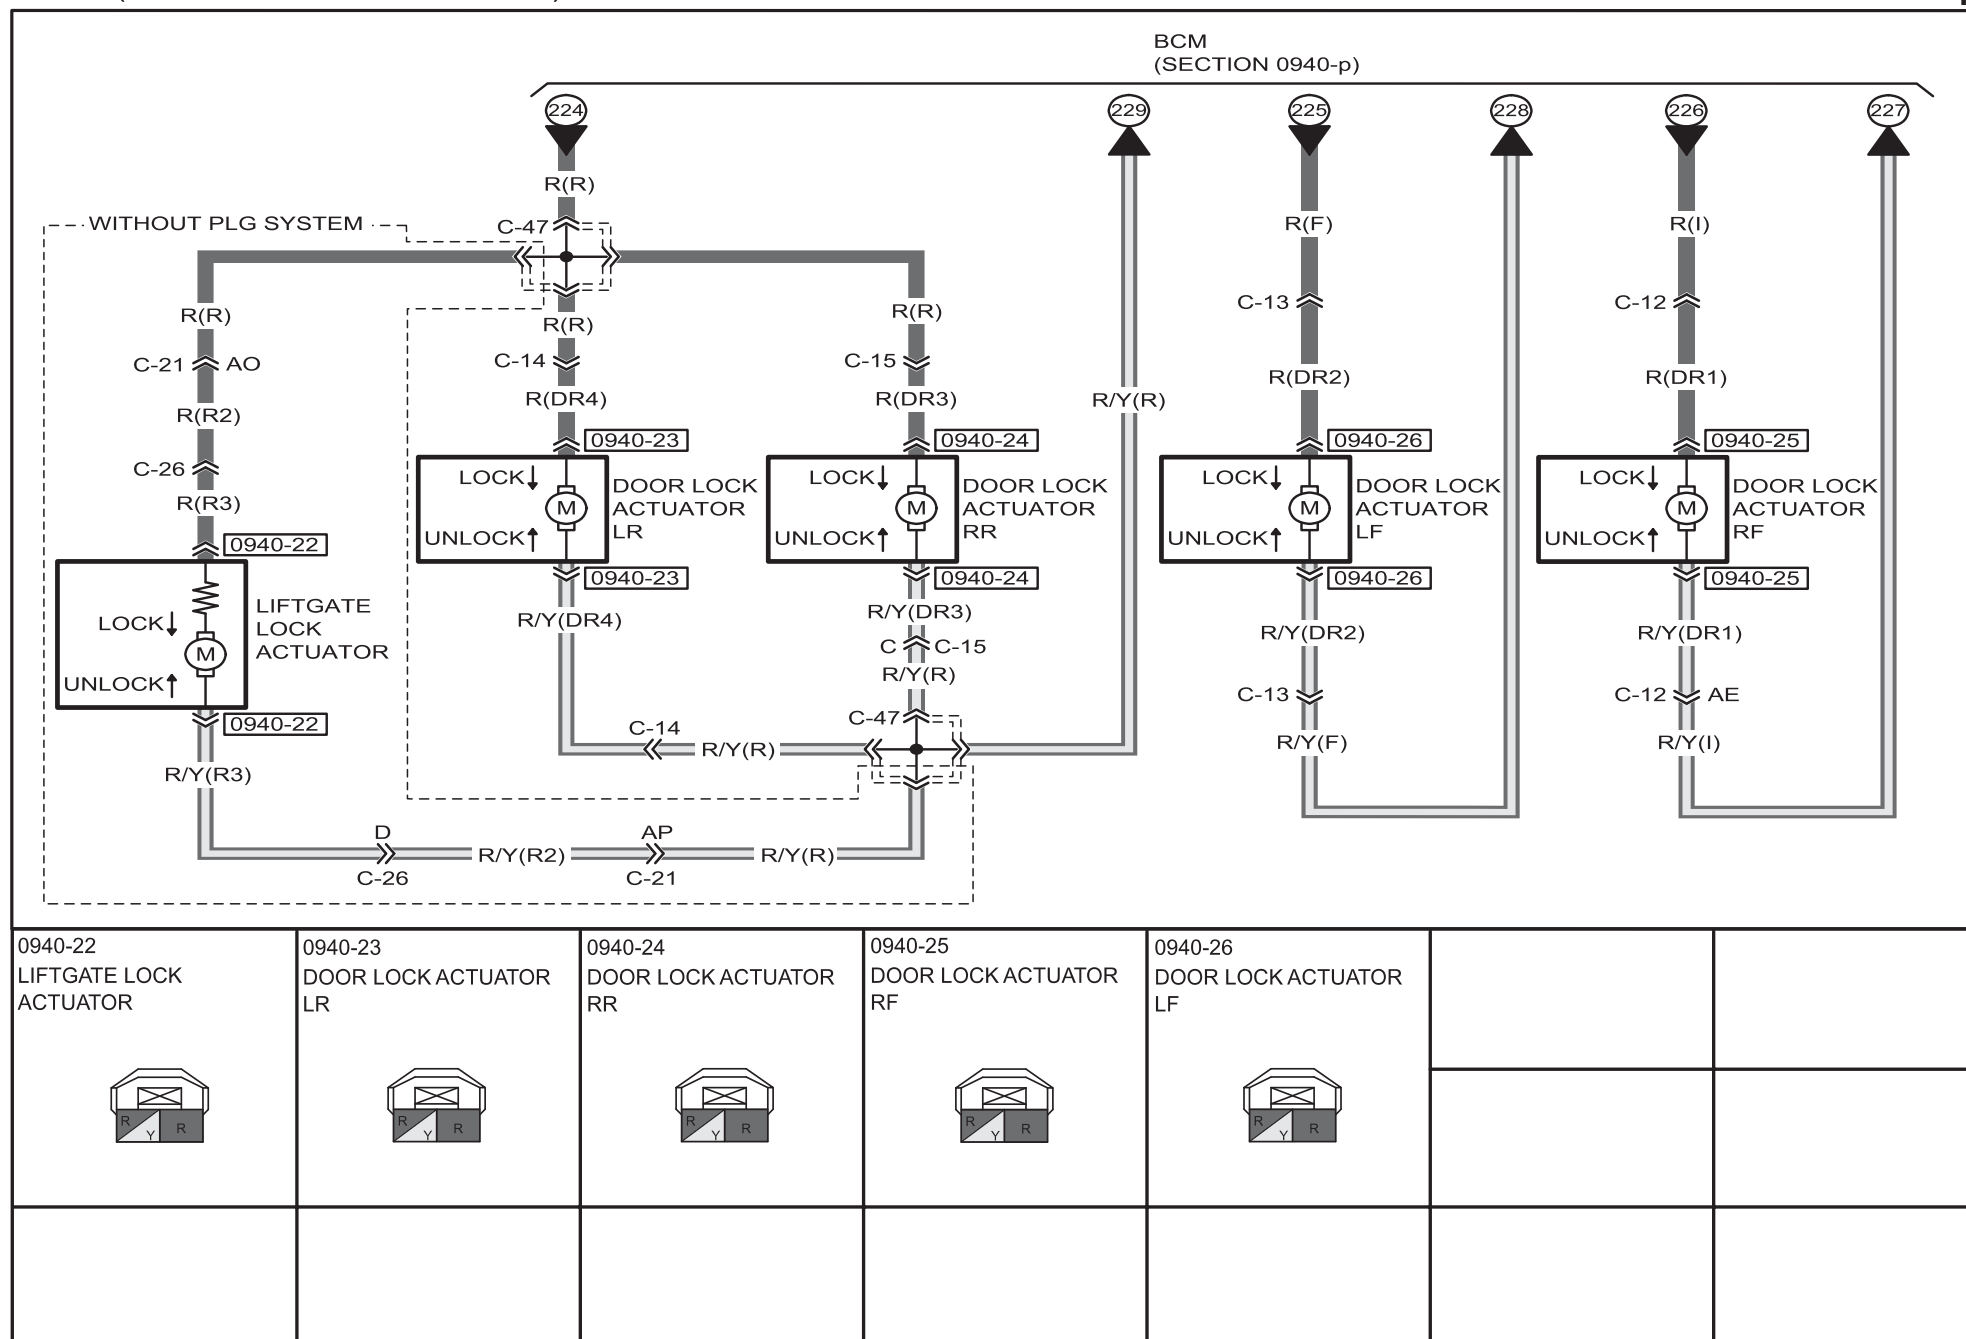 BCM
(SECTION 0940-p)
224 229 225 228 226 227
R(R)
WITHOUT PLG SYSTEM
C-47
R(F)
R(I)
R(R)
R(R)
R(R)
C-13
C-12
C-21 AO
C-14
C-15
R(DR2)
R(DR1)
R(R2)
R(DR4)
R(DR3)
R/Y(R)
C-26
0940-23
0940-24
0940-26
0940-25
R(R3)
LOCK
M
UNLOCK
DOOR LOCK
ACTUATOR
LR
LOCK
M
UNLOCK
DOOR LOCK
ACTUATOR
RR
LOCK
M
UNLOCK
DOOR LOCK
ACTUATOR
LF
LOCK
M
UNLOCK
DOOR LOCK
ACTUATOR
RF
0940-22
0940-23
0940-24
0940-26
0940-25
LOCK
M
UNLOCK
LIFTGATE
LOCK
ACTUATOR
R/Y(DR4)
R/Y(DR3)
R/Y(DR2)
R/Y(DR1)
C C-15
R/Y(R)
C-13
C-12 AE
0940-22
C-14
C-47
R/Y(R)
R/Y(F)
R/Y(I)
R/Y(R3)
D
AP
R/Y(R2)
R/Y(R)
C-26
C-21
0940-22
LIFTGATE LOCK
ACTUATOR
R Y R
0940-23
DOOR LOCK ACTUATOR
LR
R Y R
0940-24
DOOR LOCK ACTUATOR
RR
R Y R
0940-25
DOOR LOCK ACTUATOR
RF
R Y R
0940-26
DOOR LOCK ACTUATOR
LF
R Y R